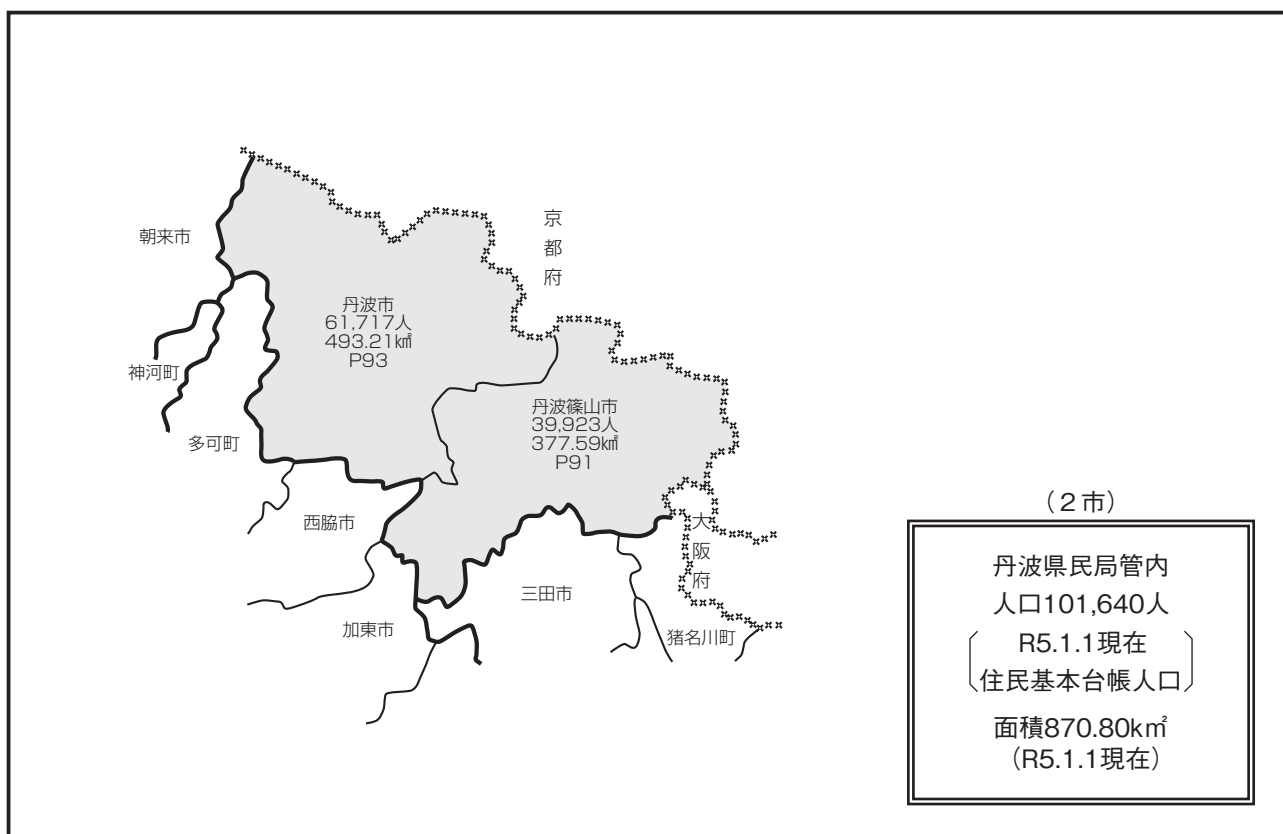 京都府
朝来市
丹波市
61,717人
493.21k㎡
P93
神河町
丹波篠山市
39,923人
377.59k㎡
P91
多可町
西脇市
大阪府
三田市
加東市
猪名川町
（2市）
丹波県民局管内
人口101,640人
R5.1.1現在
住民基本台帳人口
面積870.80k㎡
（R5.1.1現在）